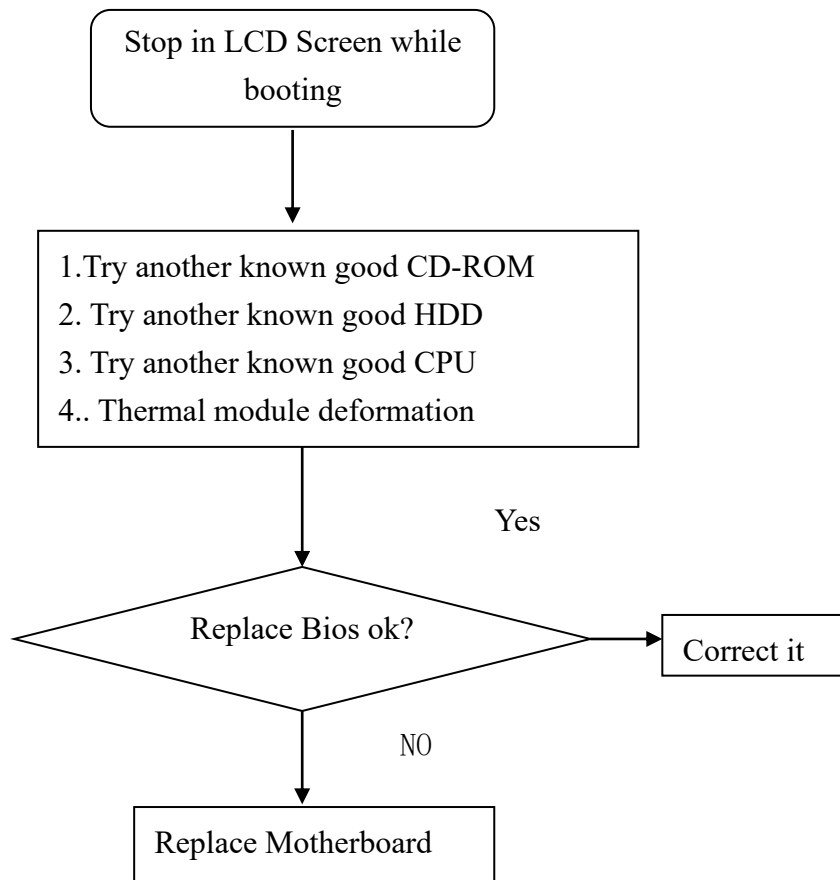 Stop in LCD Screen while
booting
1.Try another known good CD-ROM
2. Try another known good HDD
3. Try another known good CPU
4.. Thermal module deformation
Yes
Replace Bios ok?
Correct it
NO
Replace Motherboard